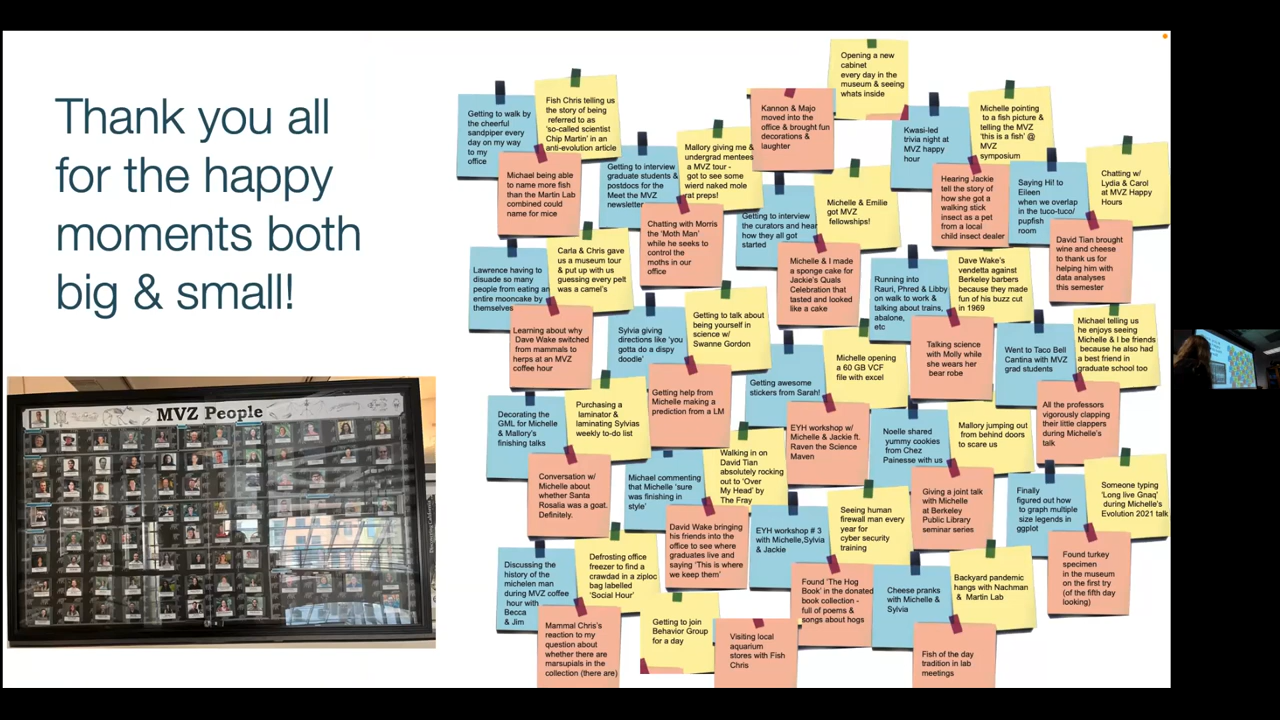 Thank you all
for the happy
moments both
big & small!
MVZ People
Opening a new
cabinet
every day in the
museum & seeing
whats inside
Getting to walk by
the cheerful
sandpiper every
day on my way
to my
office
Fish Chris telling us
the story of being
referred to as
'so-called scientist
Chip Martin' in an
anti-evolution article
Kannon & Majo
moved into the
office & brought fun
decorations &
laughter
Kwasi-led
trivia night at
MVZ happy
hour
Michelle pointing
to a fish picture &
telling the MVZ
'this is a fish' @
MVZ
symposium
Michael being able
to name more fish
than the Martin Lab
combined could
name for mice
Getting to interview
graduate students &
postdocs for the
Meet the MVZ
newsletter
Mallory giving me &
undergrad mentees
a MVZ tour -
got to see some
wierd naked mole
rat preps!
Hearing Jackie
tell the story of
how she got a
walking stick
insect as a pet
from a local
child insect dealer
Saying Hi! to
Eileen
when we overlap
in the tuco-tuco/
pupfish
room
Chatting w/
Lydia & Carol
at MVZ Happy
Hours
Chatting with Morris
the 'Moth Man'
while he seeks to
control the
moths in our
office
Getting to interview
the curators and hear
how they all got
started
Michelle & Emilie
got MVZ
fellowships!
David Tian brought
wine and cheese
to thank us for
helping him with
data analyses
this semester
Lawrence having to
disuade so many
people from eating an
entire mooncake by
themselves
Carla & Chris gave
us a museum tour
& put up with us
guessing every pelt
was a camel's
Michelle & I made
a sponge cake for
Jackie's Quals
Celebration that
tasted and looked
like a cake
Running into
Rauri, Phred & Libby
on walk to work &
talking about trains,
abalone,
etc
Dave Wake's
vendetta against
Berkeley barbers
because they made
fun of his buzz cut
in 1969
Learning about why
Dave Wake switched
from mammals to
herps at an MVZ
coffee hour
Sylvia giving
directions like 'you
gotta do a dispy
doodle'
Getting to talk about
being yourself in
science w/
Swanne Gordon
Talking science
with Molly while
she wears her
bear robe
Went to Taco Bell
Cantina with MVZ
grad students
Michael telling us
he enjoys seeing
Michelle & I be friends
because he also had
a best friend in
graduate school too
Getting help from
Michelle making a
prediction from a LM
Getting awesome
stickers from Sarah!
Michelle opening
a 60 GB VCF
file with excel
Decorating the
GML for Michelle
& Mallory's
finishing talks
Purchasing a
laminator &
laminating Sylvias
weekly to-do list
EYH workshop w/
Michelle & Jackie ft.
Raven the Science
Maven
Noelle shared
yummy cookies
from Chez
Painesse with us
Mallory jumping out
from behind doors
to scare us
All the professors
vigorously clapping
their little clappers
during Michelle's
talk
Conversation w/
Michelle about
whether Santa
Rosalia was a goat.
Definitely.
Michael commenting
that Michelle 'sure
was finishing in
style'
Walking in on
David Tian
absolutely rocking
out to 'Over
My Head' by
The Fray
Giving a joint talk
with Michelle
at Berkeley
Public Library
seminar series
Finally
figured out how
to graph multiple
size legends in
ggplot
Someone typing
'Long live Gnaq'
during Michelle's
Evolution 2021 talk
David Wake bringing
his friends into the
office to see where
graduates live and
saying 'This is where
we keep them'
EYH workshop # 3
with Michelle,Sylvia
& Jackie
Seeing human
firewall man every
year for
cyber security
training
Discussing the
history of the
michelen man
during MVZ coffee
hour with
Becca
& Jim
Defrosting office
freezer to find a
crawdad in a ziploc
bag labelled
'Social Hour'
Found 'The Hog
Book' in the donated
book collection -
full of poems &
songs about hogs
Cheese pranks
with Michelle &
Sylvia
Backyard pandemic
hangs with Nachman
& Martin Lab
Found turkey
specimen
in the museum
on the first try
(of the fifth day
looking)
Mammal Chris's
reaction to my
question about
whether there are
marsupials in the
collection (there are)
Getting to join
Behavior Group
for a day
Visiting local
aquarium
stores with Fish
Chris
Fish of the day
tradition in lab
meetings